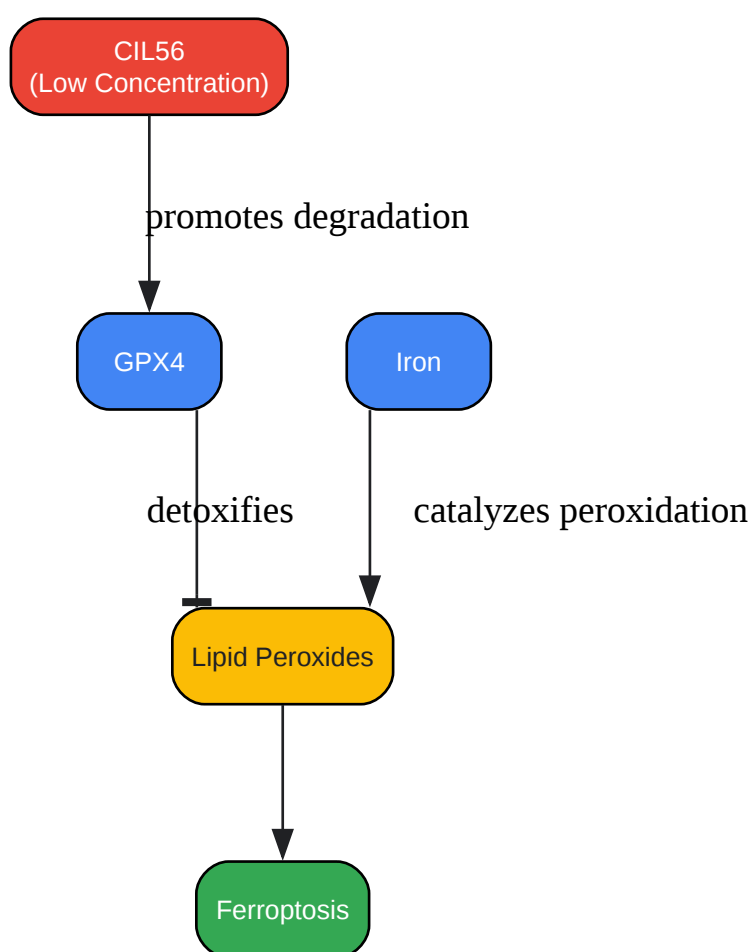 CIL56
(Low Concentration)
promotes degradation
GPX4
Iron
detoxifies
catalyzes peroxidation
Lipid Peroxides
Ferroptosis